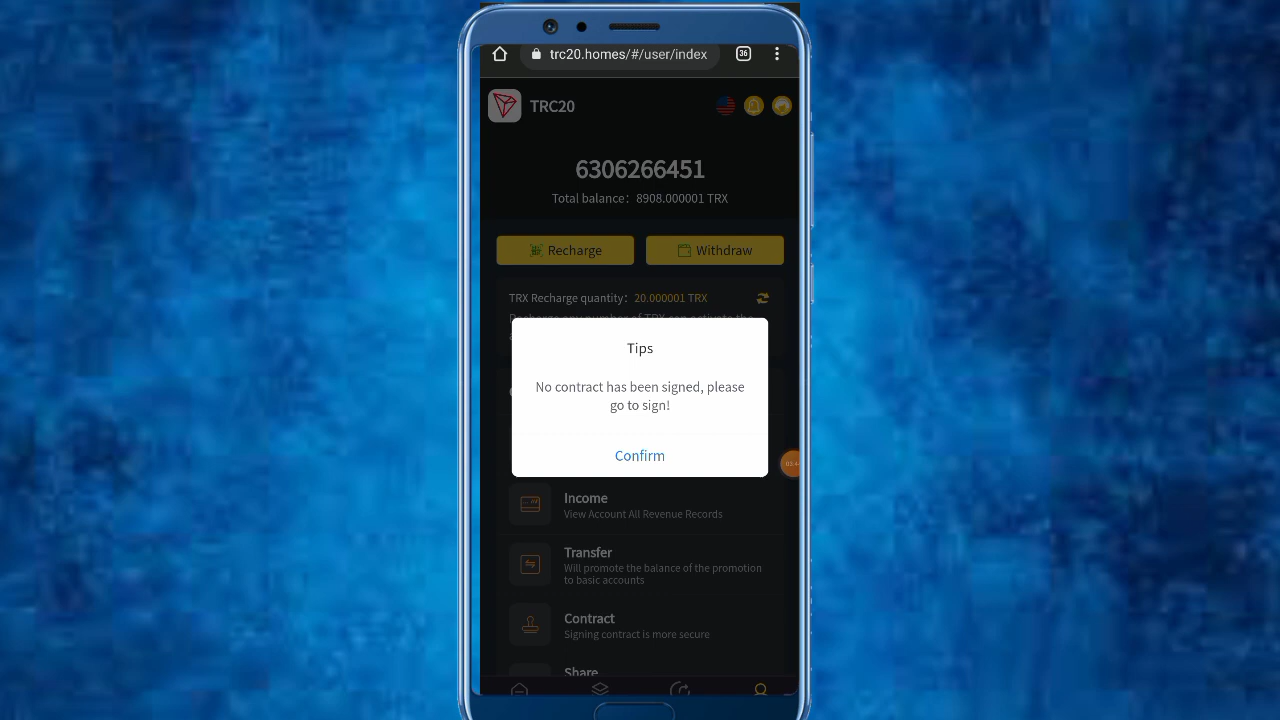 36
trc20.homes/#/user/index
TRC20
6306266451
Total balance: 8908.000001 TRX
Recharge
Withdraw
TRX Recharge quantity: 20.000001 TRX
Tips
No contract has been signed, please
go to sign!
Confirm
Income
View Account All Revenue Records
Transfer
Will promote the balance of the promotion
to basic accounts
Contract
Signing contract is more secure
Share